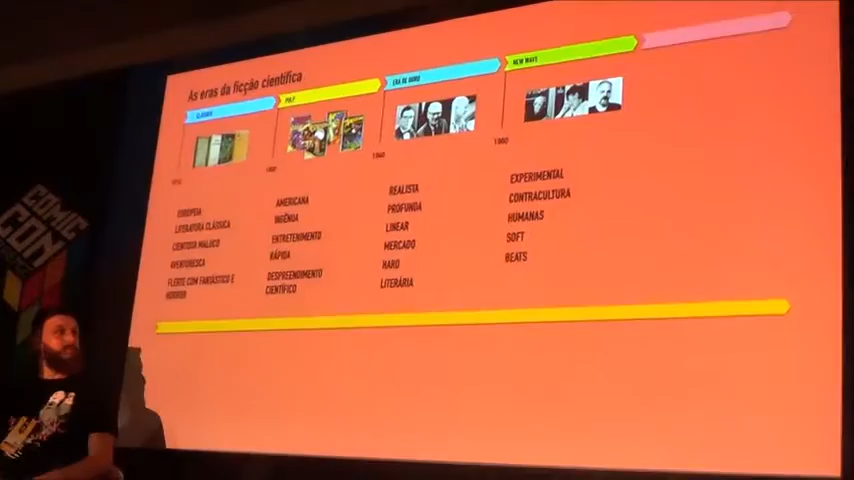 As eras da ficção científica
CLÁSSICA
PULP
ERA DE OURO
NEW WAVE
1940
1960
EUROPEIA
LITERATURA CLÁSSICA
CIENTISTA MALUCO
AVENTURESCA
FLERTE COM FANTÁSTICO E
HORROR
AMERICANA
INGÊNUA
ENTRETENIMENTO
RÁPIDA
DESPREENDIMENTO
CIENTÍFICO
REALISTA
PROFUNDA
LINEAR
MERCADO
HARD
LITERÁRIA
EXPERIMENTAL
CONTRACULTURA
HUMANAS
SOFT
BEATS
COMIC
CON